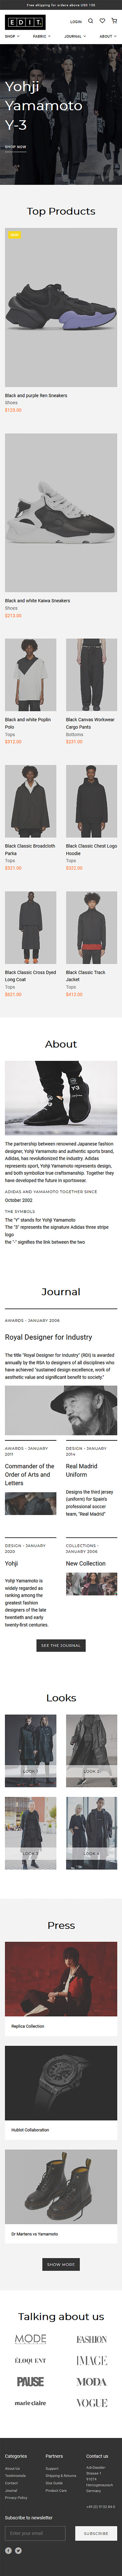 Free shipping for orders above USD 150
EDIT.
LOGIN
SHOP FABRIC JOURNAL ABOUT
Yohji
Yamamoto
Y-3
SHOP NOW
Top Products
Black and purple Ren Sneakers
Shoes
Black and white Kaiwa Sneakers
Shoes
$213.00
Black and white Poplin
Polo
Tops
$312.00
Black Canvas Workwear
Cargo Pants
Bottoms
$231.00
Black Classic Broadcloth
Parka
Tops
$321.00
Black Classic Chest Logo
Hoodie
Tops
Black Classic Cross Dyed
Long Coat
Tops
$621.00
Black Classic Track
Jacket
Tops
$412.00
About
The partnership between renowned Japanese fashion
designer, Yohji Yamamoto and authentic sports brand,
Adidas, has revolutionized the industry. Adidas
represents sport, Yohji Yamamoto represents design,
and both symbolize true craftsmanship. Together they
have developed the future in sportswear.
ADIDAS AND YAMAMOTO TOGETHER SINCE
October 2002
THE SYMBOLS
The "Y" stands for Yohji Yamamoto
The "3" represents the signature Adidas three stripe
logo
the "-" signifies the link between the two
Journal
AWARDS - JANUARY 2006
Royal Designer for Industry
The title "Royal Designer for Industry" (RDI) is awarded
annually by the RSA to designers of all disciplines who
have achieved "sustained design excellence, work of
aesthetic value and significant benefit to society."
AWARDS - JANUARY
2011
Commander of the
Order of Arts and
Letters
DESIGN - JANUARY
2014
Real Madrid
Uniform
Designs the third jersey
(uniform) for Spain's
professional soccer
team, "Real Madrid"
DESIGN - JANUARY
2020
Yohji
Yohji Yamamoto is
widely regarded as
ranking among the
greatest fashion
designers of the late
twentieth and early
twenty-first centuries.
COLLECTIONS -
JANUARY 2006
New Collection
SEE THE JOURNAL
Looks
LOOK 1
LOOK 2
LOOK 3
LOOK 4
Press
Replica Collection
Hublot Collaboration
Dr Martens vs Yamamoto
SHOW MORE
Talking about us
MODE
FASHION
ÉLOQUENT
IMAGE
PAUSE
MODA
marie claire
VOGUE
Categories
About Us
Testimonials
Contact
Journal
Privacy Policy
Partners
Support
Shipping & Returns
Size Guide
Product Care
Contact us
Adi-Dassler-
Strasse 1
91074
Herzogenaurach
Germany
Subscribe to newsletter
Enter your email
SUBSCRIBE